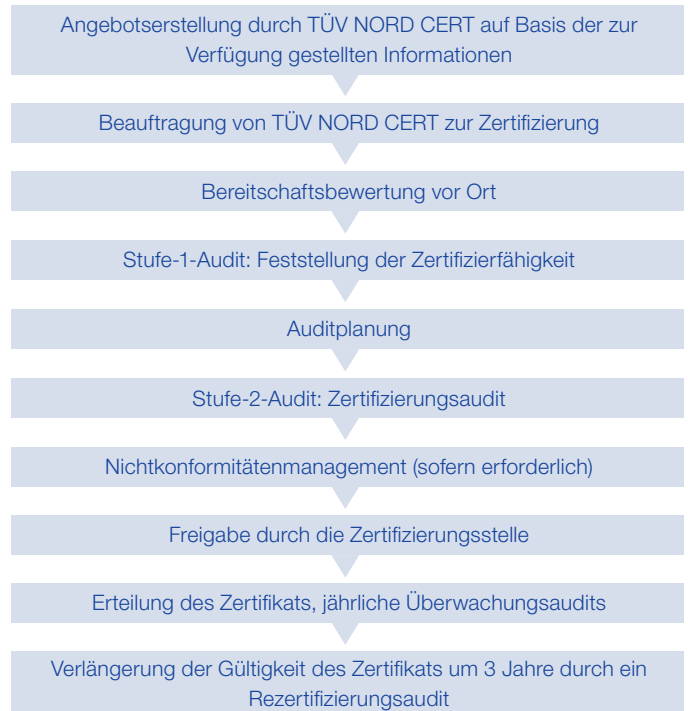 Angebotserstellung durch TÜV NORD CERT auf Basis der zur
Verfügung gestellten Informationen
Beauftragung von TÜV NORD CERT zur Zertifizierung
Bereitschaftsbewertung vor Ort
Stufe-1-Audit: Feststellung der Zertifizierfähigkeit
Auditplanung
Stufe-2-Audit: Zertifizierungsaudit
Nichtkonformitätenmanagement (sofern erforderlich)
Freigabe durch die Zertifizierungsstelle
Erteilung des Zertifikats, jährliche Überwachungsaudits
Verlängerung der Gültigkeit des Zertifikats um 3 Jahre durch ein
Rezertifizierungsaudit